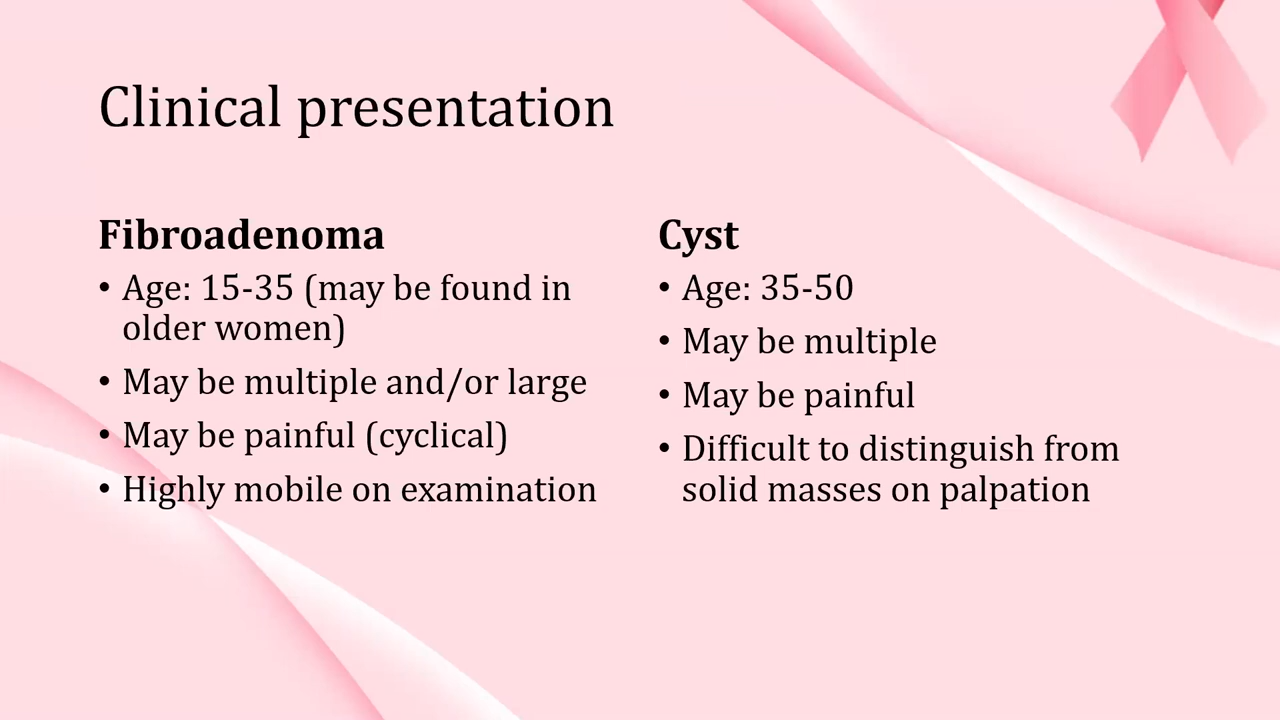 Clinical presentation
Fibroadenoma
• Age: 15-35 (may be found in
older women)
• May be multiple and/or large
• May be painful (cyclical)
• Highly mobile on examination
Cyst
• Age: 35-50
• May be multiple
• May be painful
• Difficult to distinguish from
solid masses on palpation